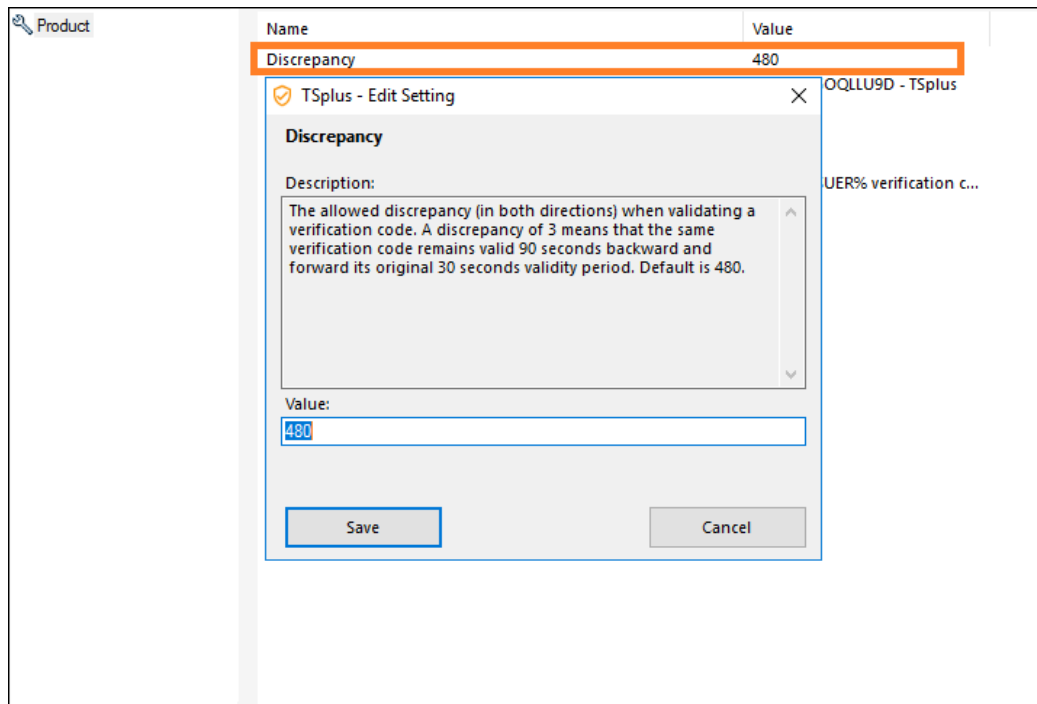 Product
Name Value
Discrepancy 480
OQLLU9D - TSplus
TSplus - Edit Setting
Discrepancy
Description:
UER% verification c...
The allowed discrepancy (in both directions) when validating a
verification code. A discrepancy of 3 means that the same
verification code remains valid 90 seconds backward and
forward its original 30 seconds validity period. Default is 480.
Value:
480
Save Cancel